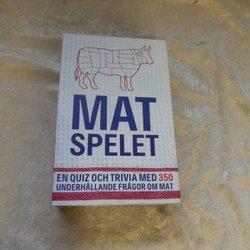 MAT
SPELET
EN QUIZ OCH TRIVIA MED 350
UNDERHÅLLANDE FRÅGOR OM MAT